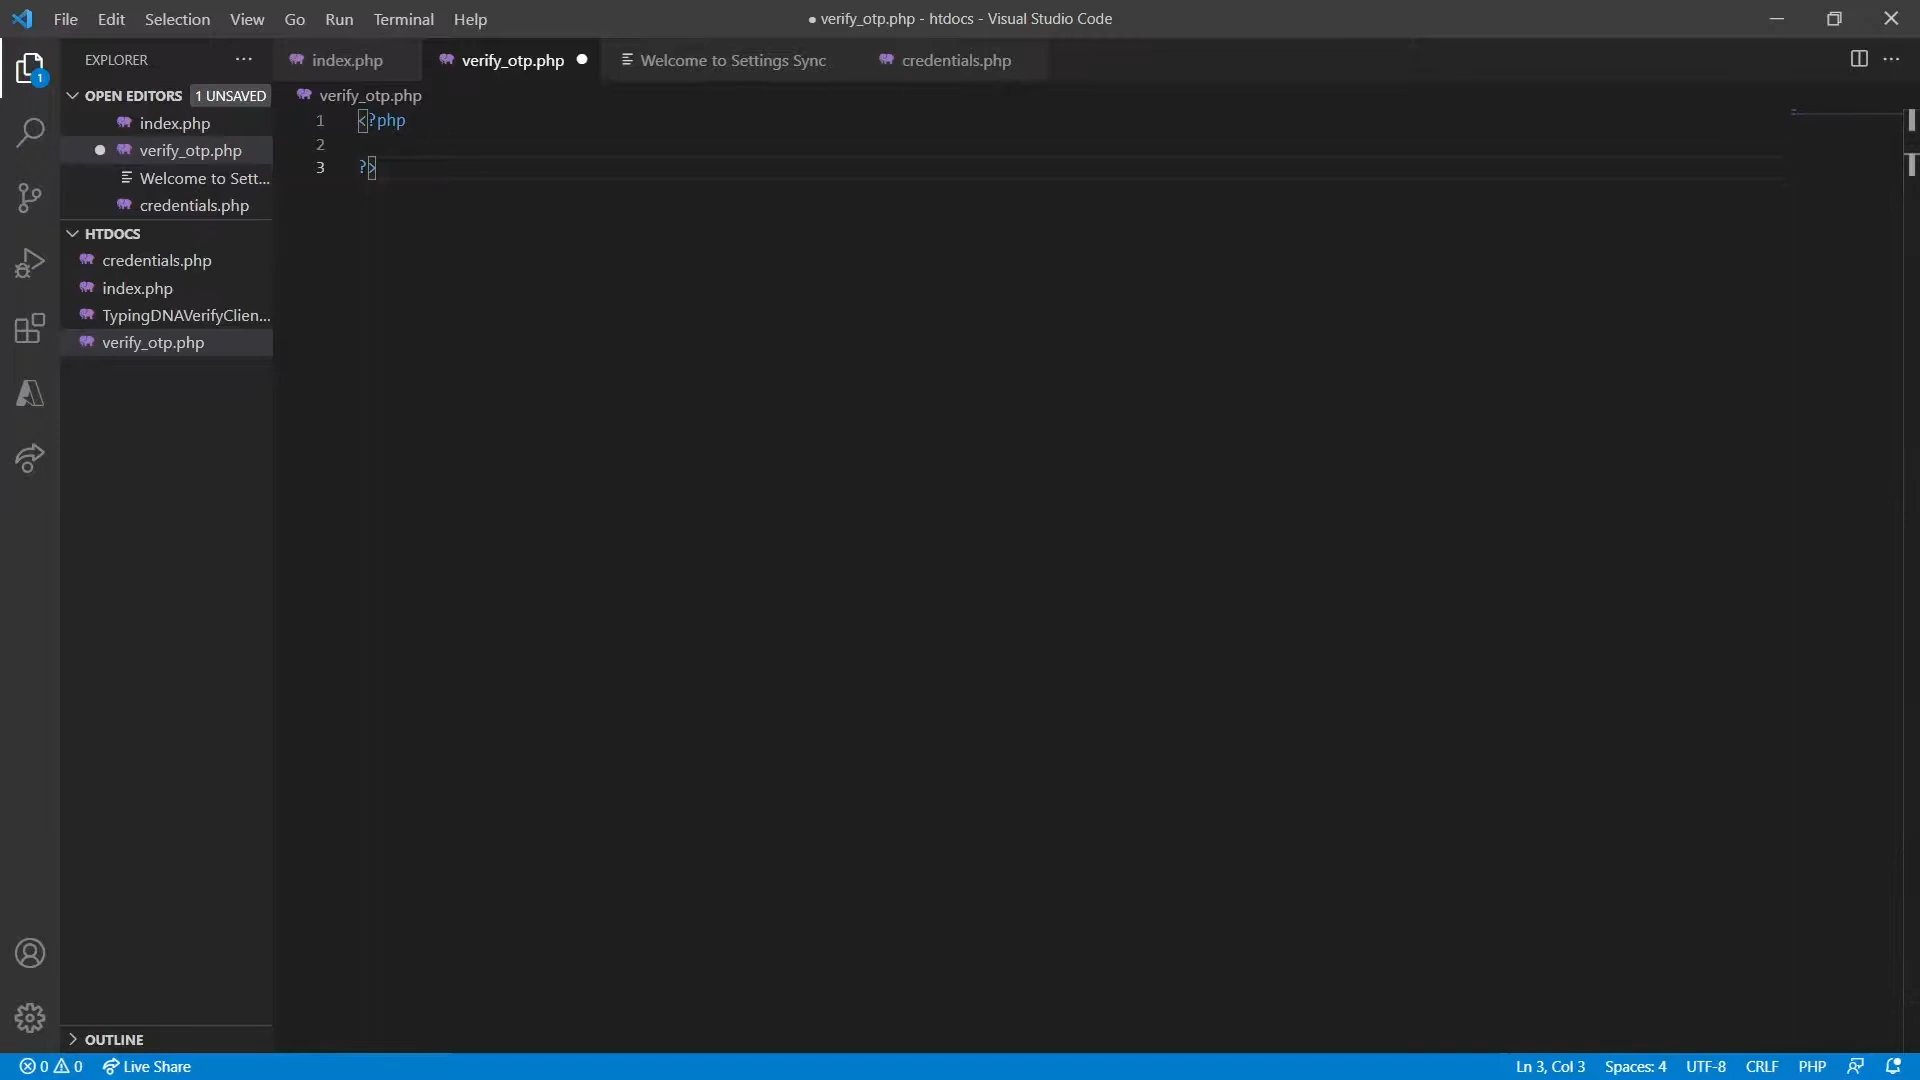 File Edit Selection View Go Run Terminal Help
● verify_otp.php - htdocs - Visual Studio Code
EXPLORER
index.php
verify_otp.php
Welcome to Settings Sync
credentials.php
OPEN EDITORS 1 UNSAVED
index.php
verify_otp.php
Welcome to Sett...
credentials.php
HTDOCS
credentials.php
index.php
TypingDNAVerifyClien...
verify_otp.php
OUTLINE
verify_otp.php
1 <?php
2
3 ?>
1
0 0 Live Share
Ln 3, Col 3 Spaces: 4 UTF-8 CRLF PHP